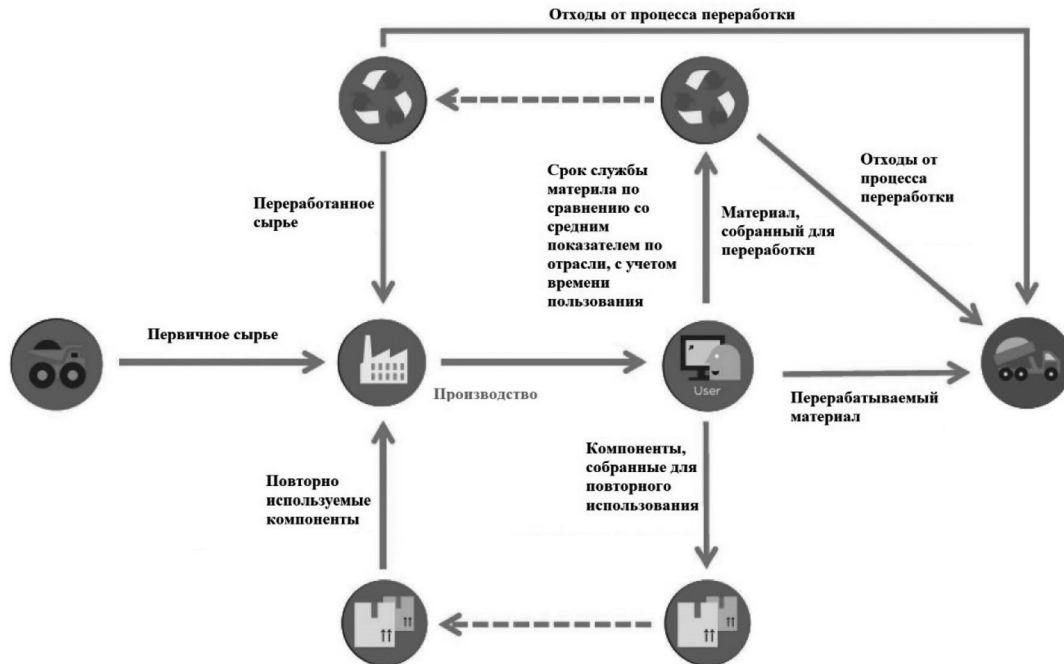 Отходы от процесса переработки
Срок службы
материла по
сравнению со
средним
показателем по
отрасли, с учетом
времени
пользования
Отходы от
процесса
переработки
Переработанное
сырье
Материал,
собранный для
переработки
Первичное сырье
Производство
User
Перерабатываемый
материал
Повторно
используемые
компоненты
Компоненты,
собранные для
повторного
использования